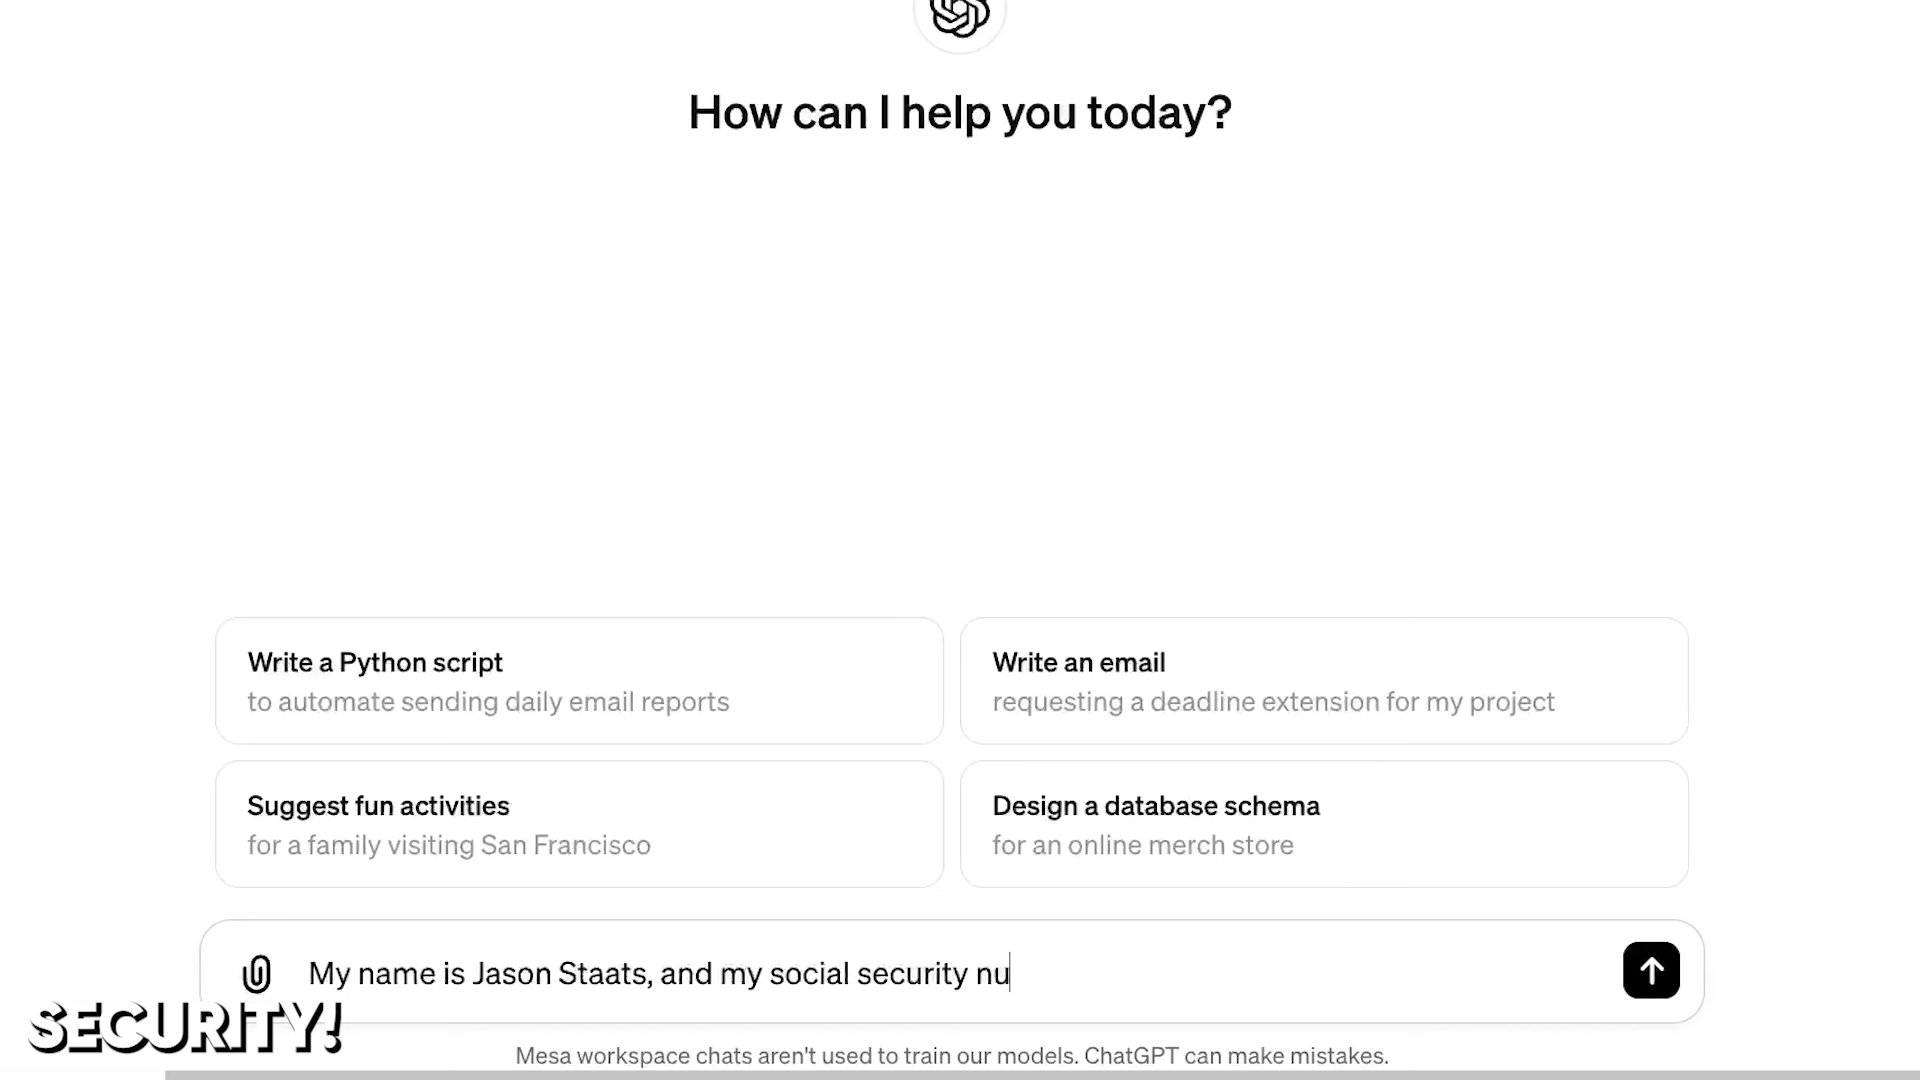 How can I help you today?
Write a Python script
to automate sending daily email reports
Write an email
requesting a deadline extension for my project
Suggest fun activities
for a family visiting San Francisco
Design a database schema
for an online merch store
My name is Jason Staats, and my social security nu
SECURITY!
Mesa workspace chats aren't used to train our models. ChatGPT can make mistakes.